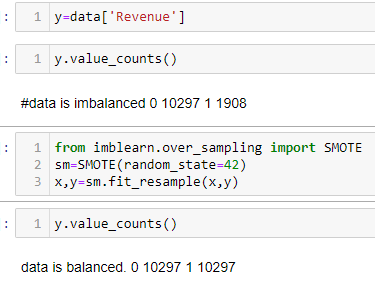 : 1 y=data['Revenue']
: 1 y.value_counts()
#data is imbalanced 0 10297 1 1908
: 1 from imblearn.over_sampling import SMOTE
2 sm=SMOTE(random_state=42)
3 x,y=sm.fit_resample(x,y)
: 1 y.value_counts()
data is balanced. 0 10297 1 10297